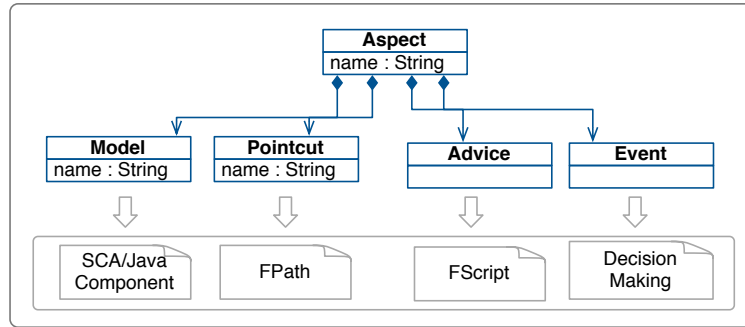 Aspect
name : String
Model
name : String
Pointcut
name : String
Advice
Event
SCA/Java
Component
FPath
FScript
Decision
Making